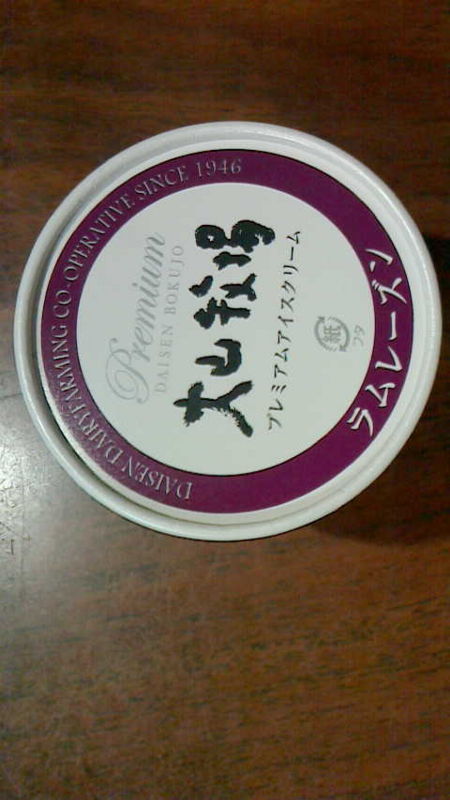 DAISEN DAIRY FARMING CO-OPERATIVE SINCE 1946
Premium
DAISEN BOKUJO
大山牧場
プレミアムアイスクリーム
紙
フタ
ラムレーズン